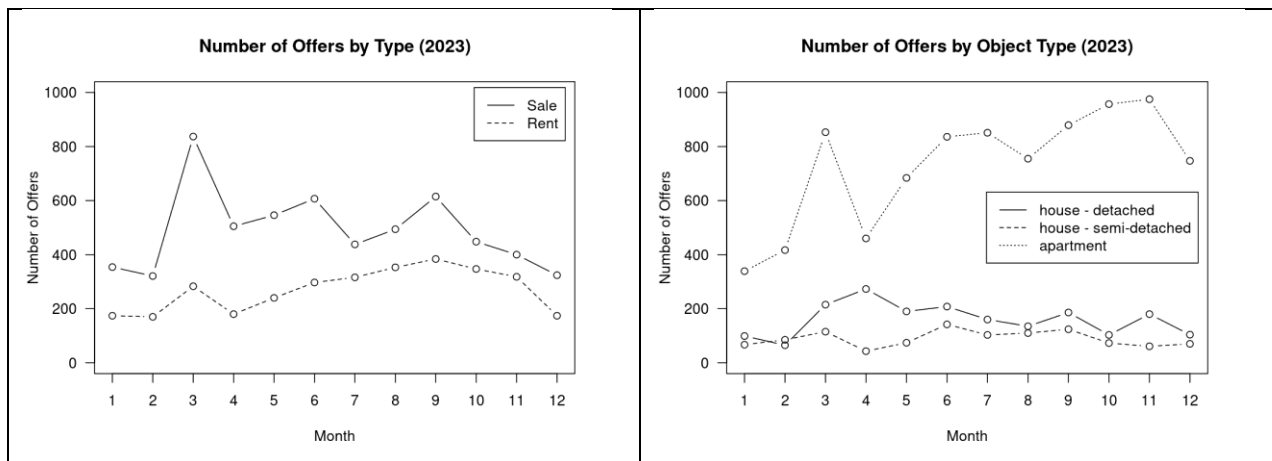 Number of Offers by Type (2023)
Number of Offers
1000
800
600
400
200
0
Sale
Rent
1 2 3 4 5 6 7 8 9 10 11 12
Month
Number of Offers by Object Type (2023)
Number of Offers
1000
800
600
400
200
0
house - detached
house - semi-detached
apartment
1 2 3 4 5 6 7 8 9 10 11 12
Month